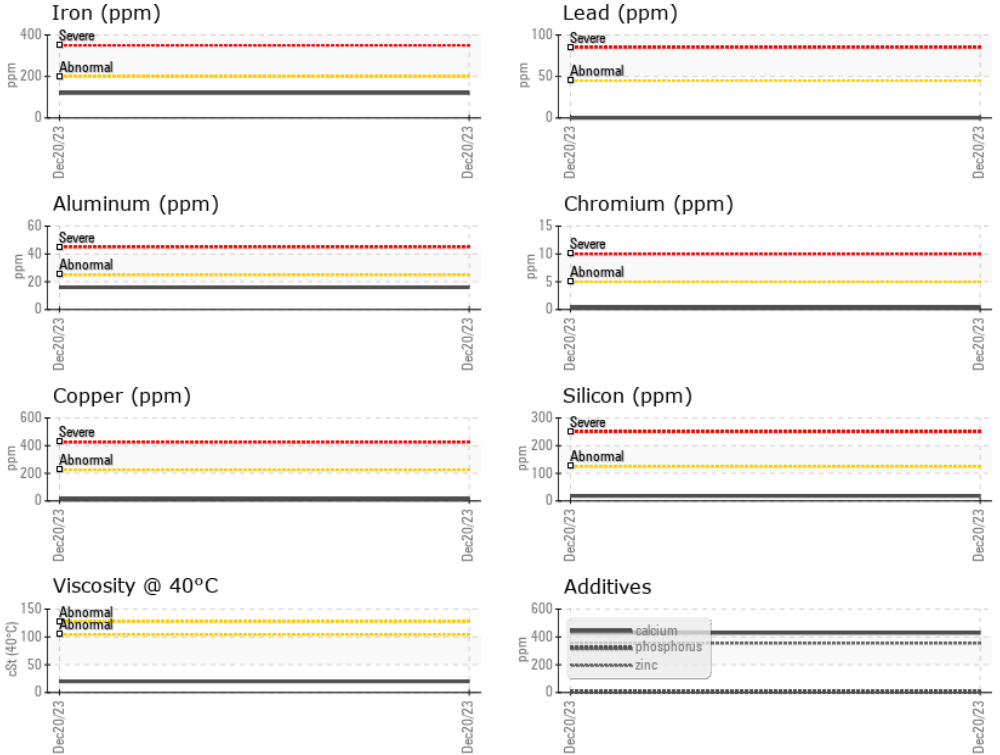 Iron (ppm)
400
Severe
Abnormal
200
0
ppm
Dec20/23
Dec20/23
Lead (ppm)
100
Severe
Abnormal
50
0
ppm
Dec20/23
Dec20/23
Aluminum (ppm)
60
Severe
40
Abnormal
20
0
ppm
Dec20/23
Dec20/23
Chromium (ppm)
15
Severe
10
Abnormal
5
0
ppm
Dec20/23
Dec20/23
Copper (ppm)
600
Severe
400
Abnormal
200
0
ppm
Dec20/23
Dec20/23
Silicon (ppm)
300
Severe
200
Abnormal
100
0
ppm
Dec20/23
Dec20/23
Viscosity @ 40°C
150
Abnormal
Abnormal
100
50
0
cSt (40°C)
Dec20/23
Dec20/23
Additives
600
calcium
400
phosphorus
zinc
200
0
ppm
Dec20/23
Dec20/23